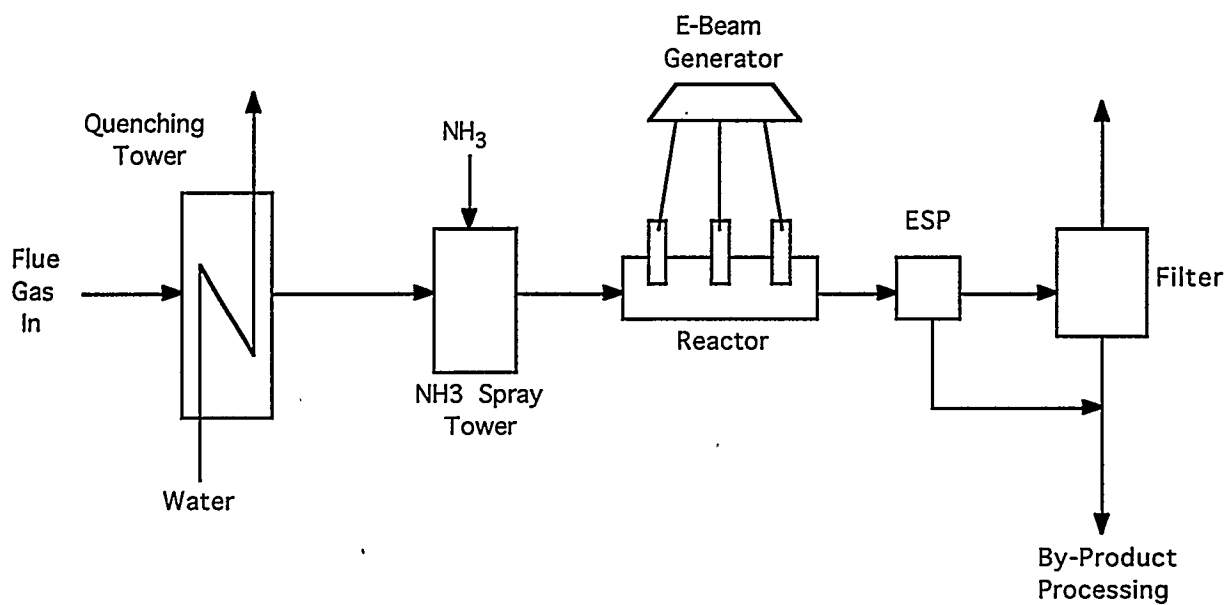 E-Beam
Generator
Quenching
Tower
NH₃
ESP
Flue
Gas
In
Filter
Reactor
NH3 Spray
Tower
Water
By-Product
Processing